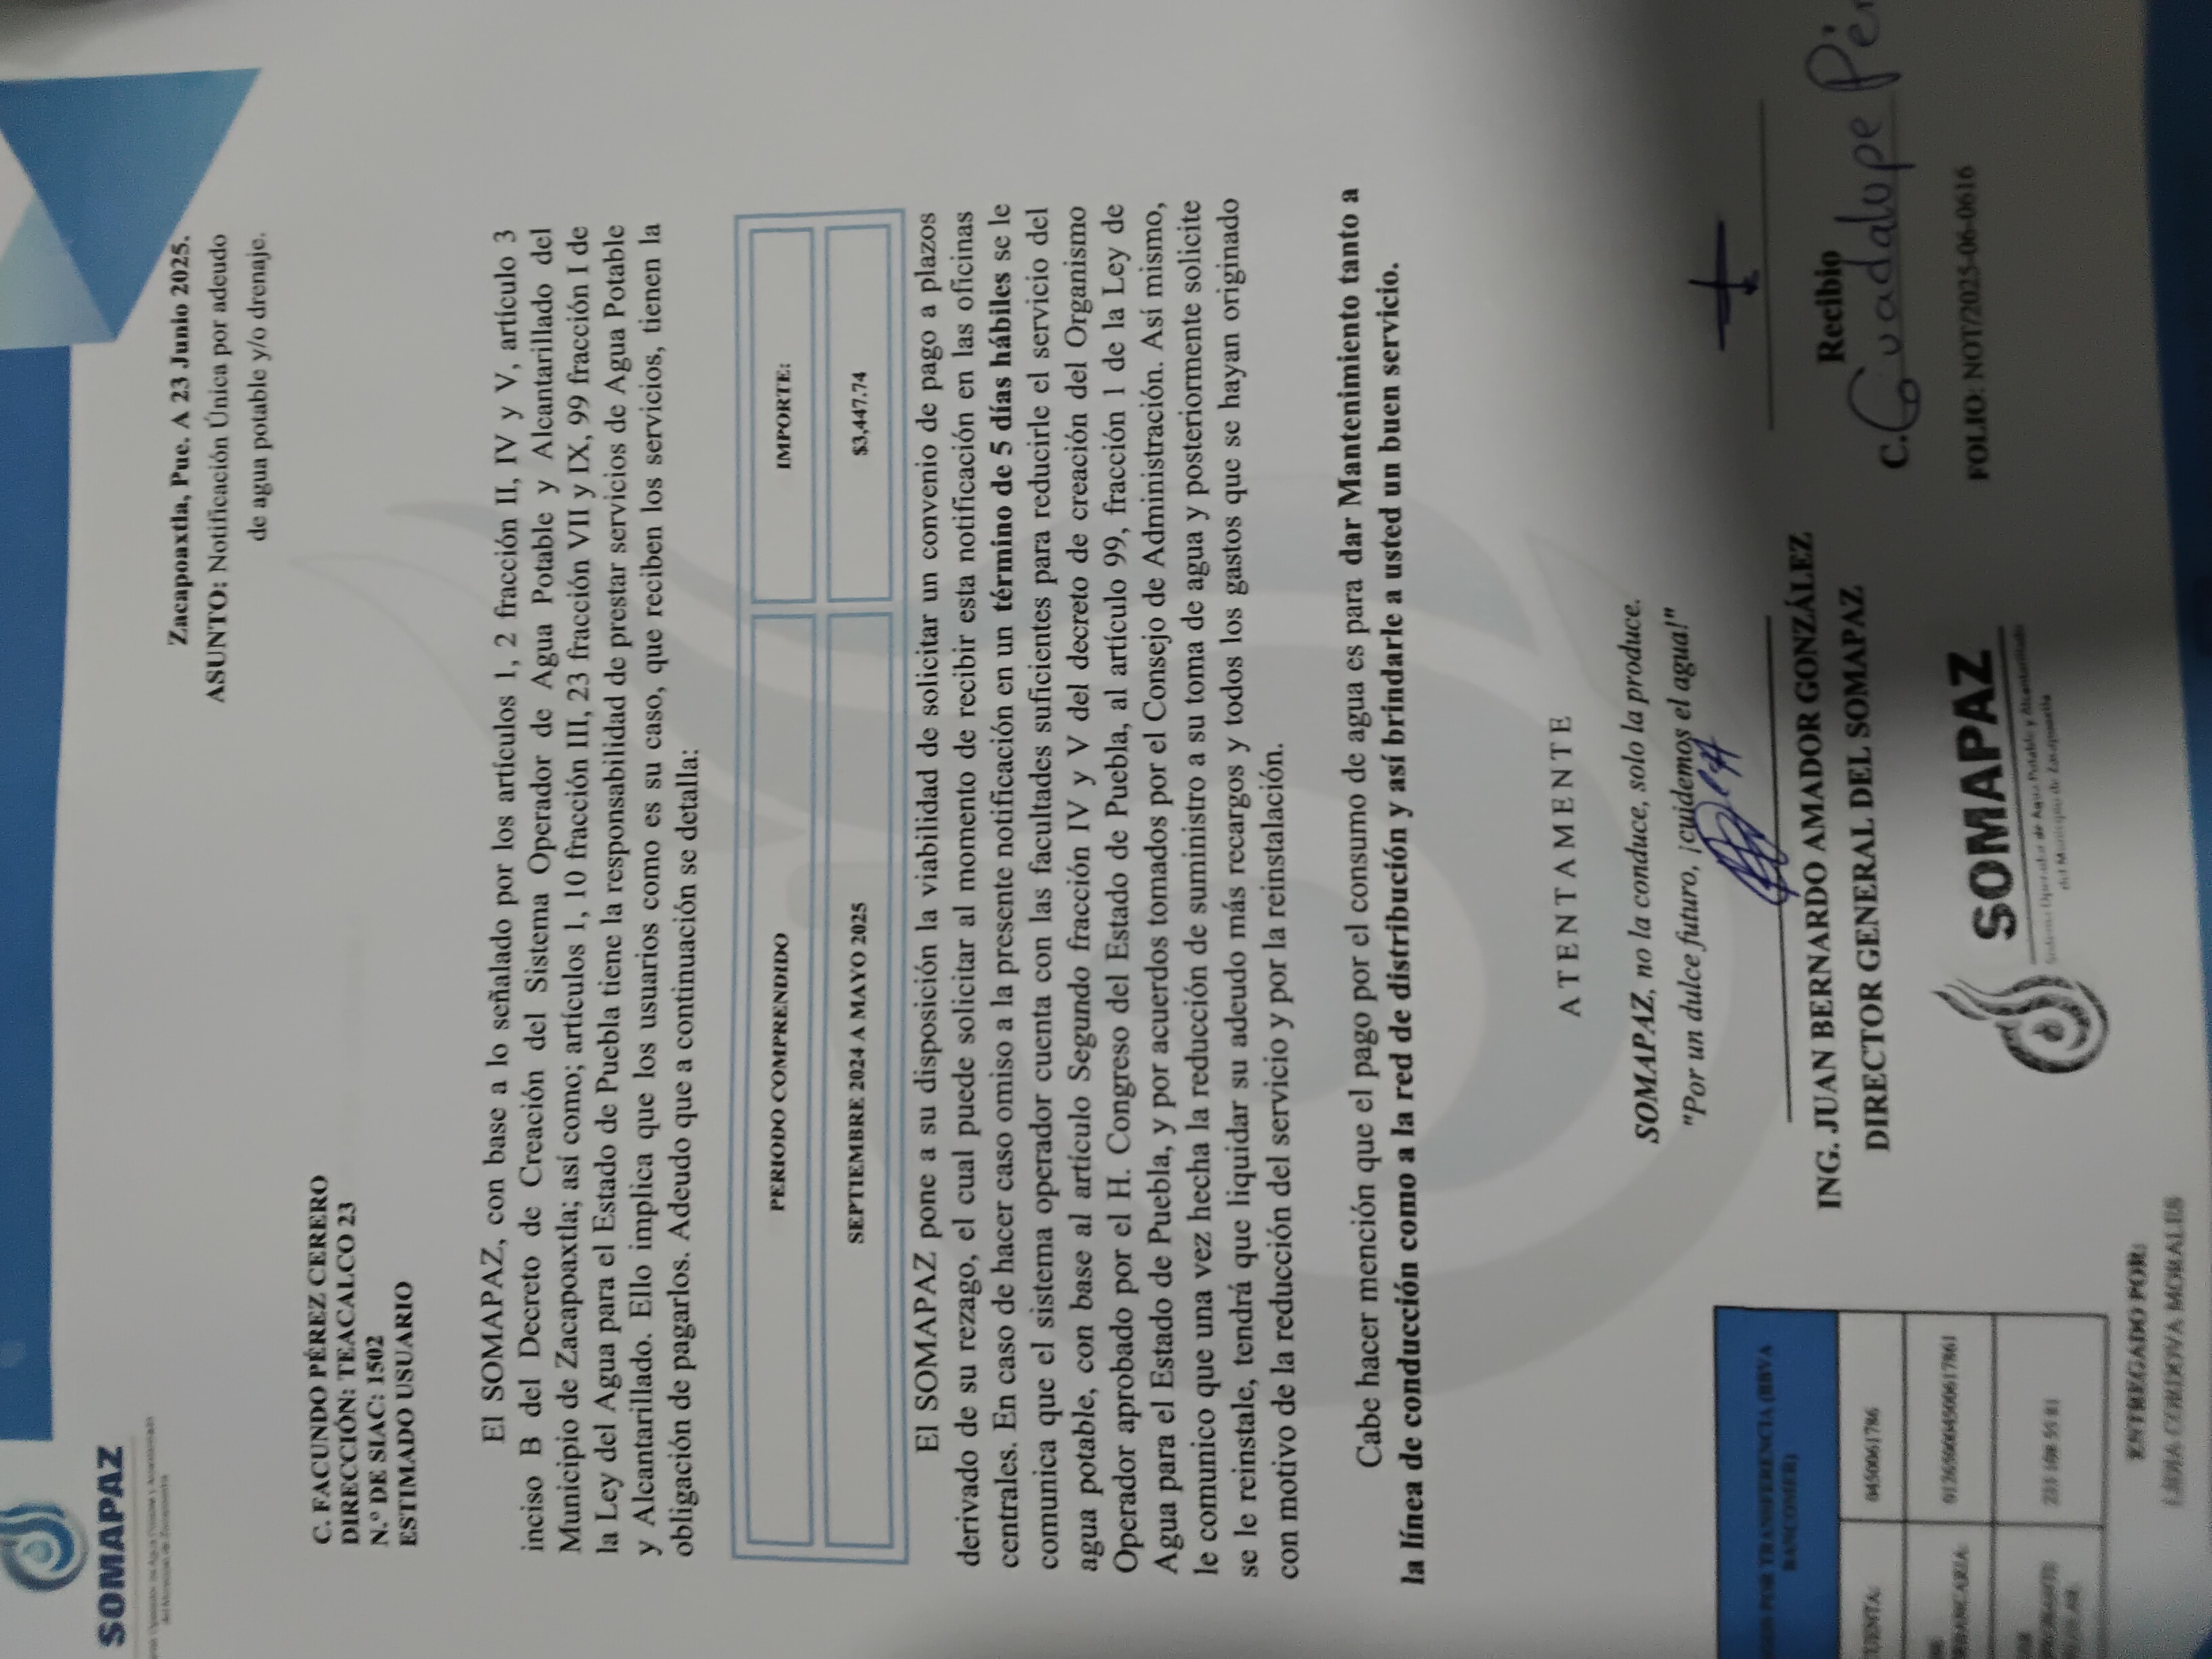 SOMAPAZ
Operador de Agua Potable y Alcantarillado
del Municipio de Zacapoaxtla
Zacapoaxtla, Pue. A 23 Junio 2025.
ASUNTO: Notificación Única por adeudo
de agua potable y/o drenaje.
C. FACUNDO PÉREZ CERERO
DIRECCIÓN: TEACALCO 23
N.º DE SIAC: 1502
ESTIMADO USUARIO
El SOMAPAZ, con base a lo señalado por los artículos 1, 2 fracción II, IV y V, artículo 3
inciso B del Decreto de Creación del Sistema Operador de Agua Potable y Alcantarillado del
Municipio de Zacapoaxtla; así como; artículos 1, 10 fracción III, 23 fracción VII y IX, 99 fracción I de
la Ley del Agua para el Estado de Puebla tiene la responsabilidad de prestar servicios de Agua Potable
y Alcantarillado. Ello implica que los usuarios como es su caso, que reciben los servicios, tienen la
obligación de pagarlos. Adeudo que a continuación se detalla:
PERIODO COMPRENDIDO
IMPORTE:
SEPTIEMBRE 2024 A MAYO 2025
$3,447.74
El SOMAPAZ pone a su disposición la viabilidad de solicitar un convenio de pago a plazos
derivado de su rezago, el cual puede solicitar al momento de recibir esta notificación en las oficinas
centrales. En caso de hacer caso omiso a la presente notificación en un término de 5 días hábiles se le
comunica que el sistema operador cuenta con las facultades suficientes para reducirle el servicio del
agua potable, con base al artículo Segundo fracción IV y V del decreto de creación del Organismo
Operador aprobado por el H. Congreso del Estado de Puebla, al artículo 99, fracción 1 de la Ley de
Agua para el Estado de Puebla, y por acuerdos tomados por el Consejo de Administración. Así mismo,
le comunico que una vez hecha la reducción de suministro a su toma de agua y posteriormente solicite
se le reinstale, tendrá que liquidar su adeudo más recargos y todos los gastos que se hayan originado
con motivo de la reducción del servicio y por la reinstalación.
Cabe hacer mención que el pago por el consumo de agua es para dar Mantenimiento tanto a
la línea de conducción como a la red de distribución y así brindarle a usted un buen servicio.
ATENTAMENTE
SOMAPAZ, no la conduce, solo la produce.
"Por un dulce futuro, ¡cuidemos el agua!"
POR TRANSFERENCIA (BBVA
BANCOMER)
CUENTA:
0450061786
012650004500617861
ING. JUAN BERNARDO AMADOR GONZÁLEZ
DIRECTOR GENERAL DEL SOMAPAZ
Recibio
C. Guadalupe Pé
FOLIO: NOT/2025-06-0616
SOMAPAZ
Sistema Operador de Agua Potable y Alcantarillado
del Municipio de Zacapoaxtla
ENTREGADO POR:
LIDIA CORDOVA MORALES